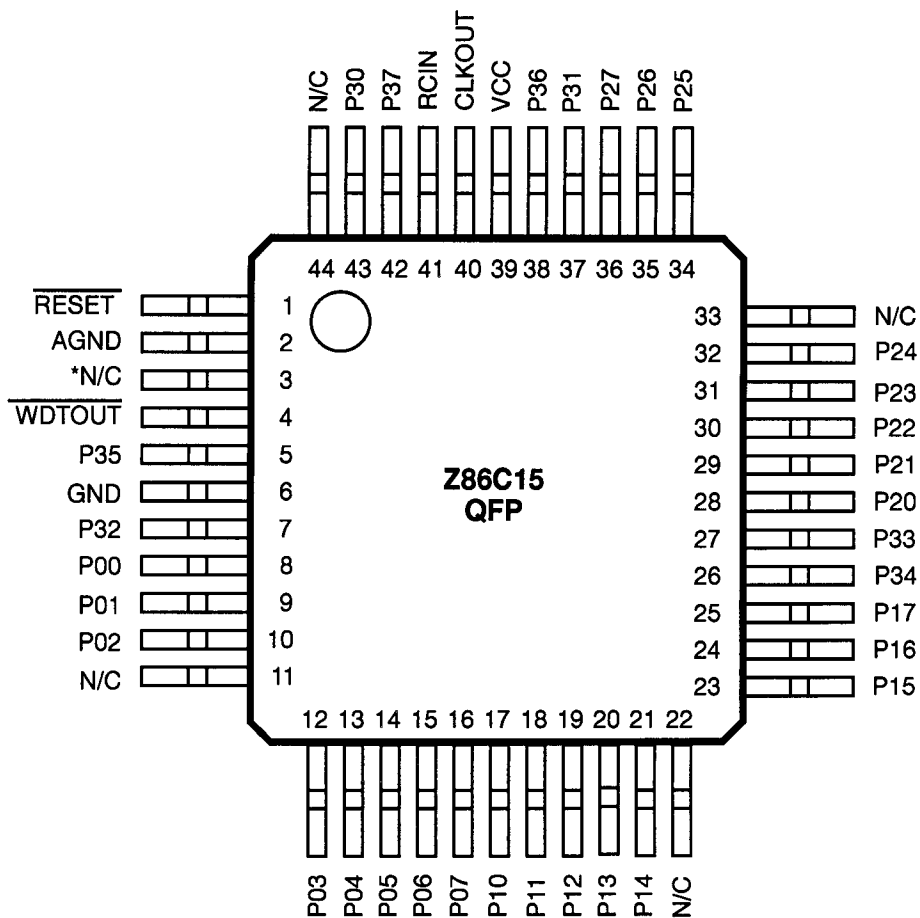 N/C
P30
P37
RCIN
CLKOUT
VCC
P36
P31
P27
P26
P25
44 43 42 41 40 39 38 37 36 35 34
RESET 1
AGND 2
*N/C 3
WDTOUT 4
P35 5
GND 6
P32 7
P00 8
P01 9
P02 10
N/C 11
Z86C15
QFP
33 N/C
32 P24
31 P23
30 P22
29 P21
28 P20
27 P33
26 P34
25 P17
24 P16
23 P15
12 13 14 15 16 17 18 19 20 21 22
P03
P04
P05
P06
P07
P10
P11
P12
P13
P14
N/C